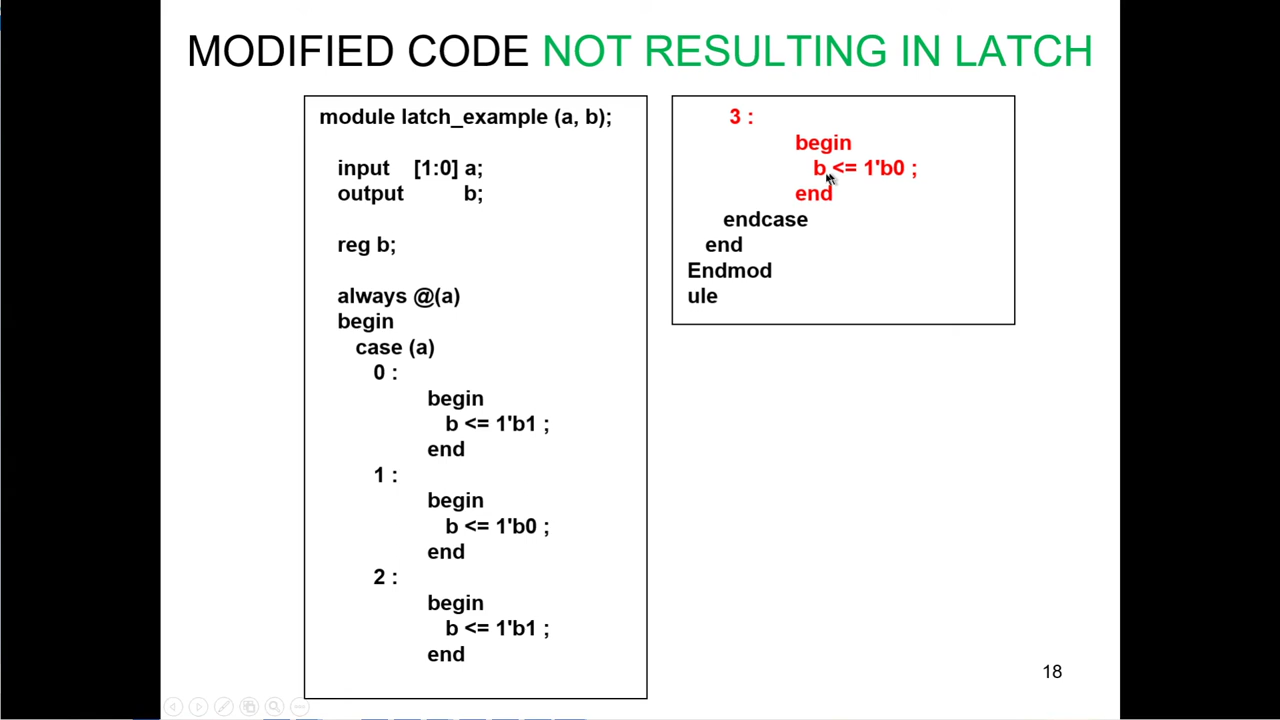 MODIFIED CODE NOT RESULTING IN LATCH
module latch_example (a, b);
input [1:0] a;
output b;
reg b;
always @(a)
begin
case (a)
0 :
begin
b <= 1'b1 ;
end
1 :
begin
b <= 1'b0 ;
end
2 :
begin
b <= 1'b1 ;
end
3 :
begin
b <= 1'b0 ;
end
endcase
end
Endmod
ule
18